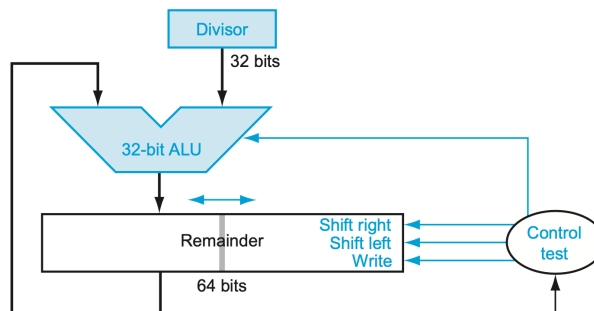 Divisor
32 bits
32-bit ALU
Remainder
Shift right
Shift left
Write
Control
test
64 bits